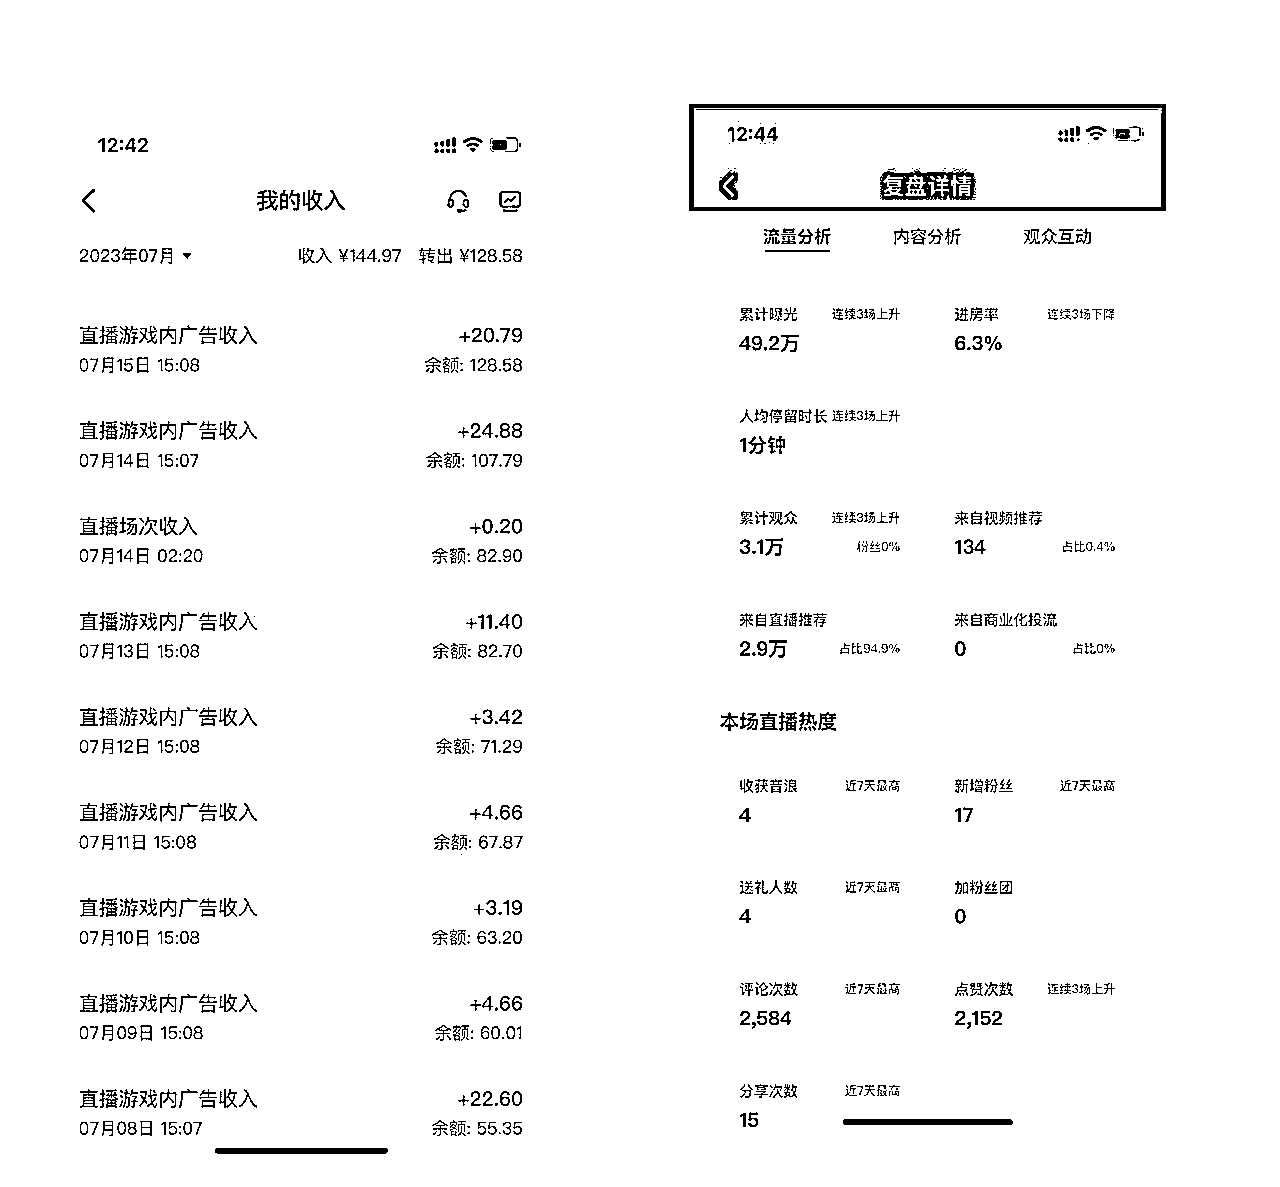 12:42
我的收入
2023年07月 收入 ¥144.97 转出 ¥128.58
直播游戏内广告收入 +20.79
07月15日 15:08 余额: 128.58
直播游戏内广告收入 +24.88
07月14日 15:07 余额: 107.79
直播场次收入 +0.20
07月14日 02:20 余额: 82.90
直播游戏内广告收入 +11.40
07月13日 15:08 余额: 82.70
直播游戏内广告收入 +3.42
07月12日 15:08 余额: 71.29
直播游戏内广告收入 +4.66
07月11日 15:08 余额: 67.87
直播游戏内广告收入 +3.19
07月10日 15:08 余额: 63.20
直播游戏内广告收入 +4.66
07月09日 15:08 余额: 60.01
直播游戏内广告收入 +22.60
07月08日 15:07 余额: 55.35
12:44
复盘详情
流量分析 内容分析 观众互动
累计曝光 连续3场上升 进房率 连续3场下降
49.2万 6.3%
人均停留时长 连续3场上升
1分钟
累计观众 连续3场上升 来自视频推荐
3.1万 粉丝0% 134 占比0.4%
来自直播推荐 来自商业化投流
2.9万 占比94.9% 0 占比0%
本场直播热度
收获音浪 近7天最高 新增粉丝 近7天最高
4 17
送礼人数 近7天最高 加粉丝团
4 0
评论次数 近7天最高 点赞次数 连续3场上升
2,584 2,152
分享次数 近7天最高
15